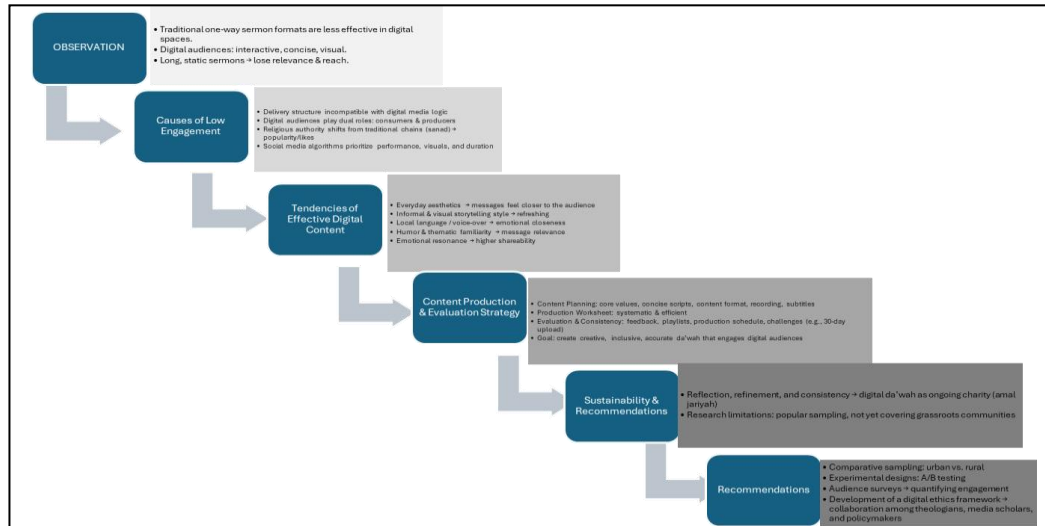 OBSERVATION
• Traditional one-way sermon formats are less effective in digital
spaces.
• Digital audiences: interactive, concise, visual.
• Long, static sermons → lose relevance & reach.
Causes of Low
Engagement
• Delivery structure incompatible with digital media logic
• Digital audiences play dual roles: consumers & producers
• Religious authority shifts from traditional chains (sanad) →
popularity/likes
• Social media algorithms prioritize performance, visuals, and duration
Tendencies of
Effective Digital
Content
• Everyday aesthetics → messages feel closer to the audience
• Informal & visual storytelling style → refreshing
• Local language / voice-over → emotional closeness
• Humor & thematic familiarity → message relevance
• Emotional resonance → higher shareability
Content Production
& Evaluation Strategy
• Content Planning: core values, concise scripts, content format, recording, subtitles
• Production Worksheet: systematic & efficient
• Evaluation & Consistency: feedback, playlists, production schedule, challenges (e.g., 30-day
upload)
• Goal: create creative, inclusive, accurate da'wah that engages digital audiences
Sustainability &
Recommendations
• Reflection, refinement, and consistency → digital da'wah as ongoing charity (amal
jariyah)
• Research limitations: popular sampling, not yet covering grassroots communities
Recommendations
• Comparative sampling: urban vs. rural
• Experimental designs: A/B testing
• Audience surveys → quantifying engagement
• Development of a digital ethics framework →
collaboration among theologians, media scholars,
and policymakers